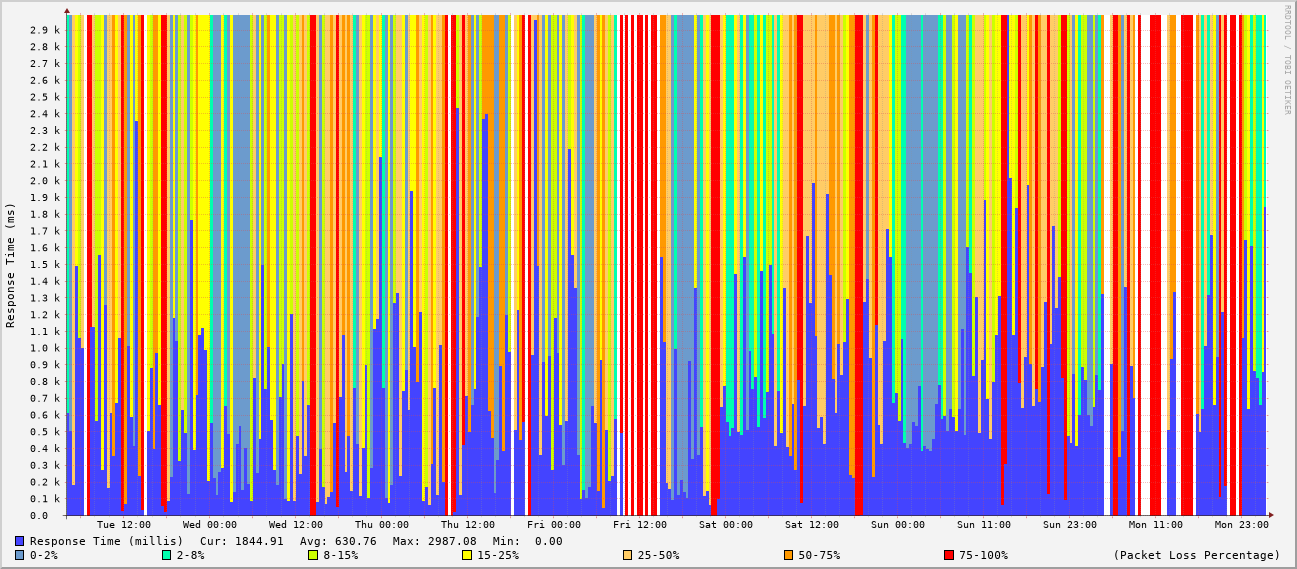 RRDTOOL / TOBI OETIKER
Response Time (ms)
2.9 k
2.8 k
2.7 k
2.6 k
2.5 k
2.4 k
2.3 k
2.2 k
2.1 k
2.0 k
1.9 k
1.8 k
1.7 k
1.6 k
1.5 k
1.4 k
1.3 k
1.2 k
1.1 k
1.0 k
0.9 k
0.8 k
0.7 k
0.6 k
0.5 k
0.4 k
0.3 k
0.2 k
0.1 k
0.0
Tue 12:00 Wed 00:00 Wed 12:00 Thu 00:00 Thu 12:00 Fri 00:00 Fri 12:00 Sat 00:00 Sat 12:00 Sun 00:00 Sun 11:00 Sun 23:00 Mon 11:00 Mon 23:00
Response Time (millis) Cur: 1844.91 Avg: 630.76 Max: 2987.08 Min: 0.00
0-2% 2-8% 8-15% 15-25% 25-50% 50-75% 75-100% (Packet Loss Percentage)